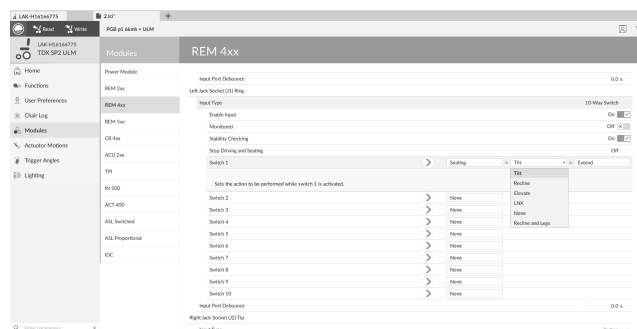 LAK-H16166775
2.lci*
+
Read
Write
PGB p5 6kmh + ULM
LAK-H16166775
TDX SP2 ULM
Modules
REM 4xx
Home
Functions
User Preferences
Chair Log
Modules
Actuator Motions
Trigger Angles
Lighting
Power Module
REM 2xx
REM 4xx
REM 5xx
CR 4xx
ACU 2xx
TPI
IN 500
ACT 400
ASL Switched
ASL Proportional
IDC
Input Port Debounce 0.0 s
Left Jack Socket (J1) Ring
Input Type 10-Way Switch
Enable Input On
Monitored Off
Stability Checking On
Stop Driving and Seating Off
Switch 1 > Seating > Tilt > Extend
Tilt
Recline
Elevate
LNX
None
Recline and Legs
Sets the action to be performed while switch 1 is activated.
Switch 2 > None
Switch 3 > None
Switch 4 > None
Switch 5 > None
Switch 6 > None
Switch 7 > None
Switch 8 > None
Switch 9 > None
Switch 10 > None
Input Port Debounce 0.0 s
Right Jack Socket (J2) Tip